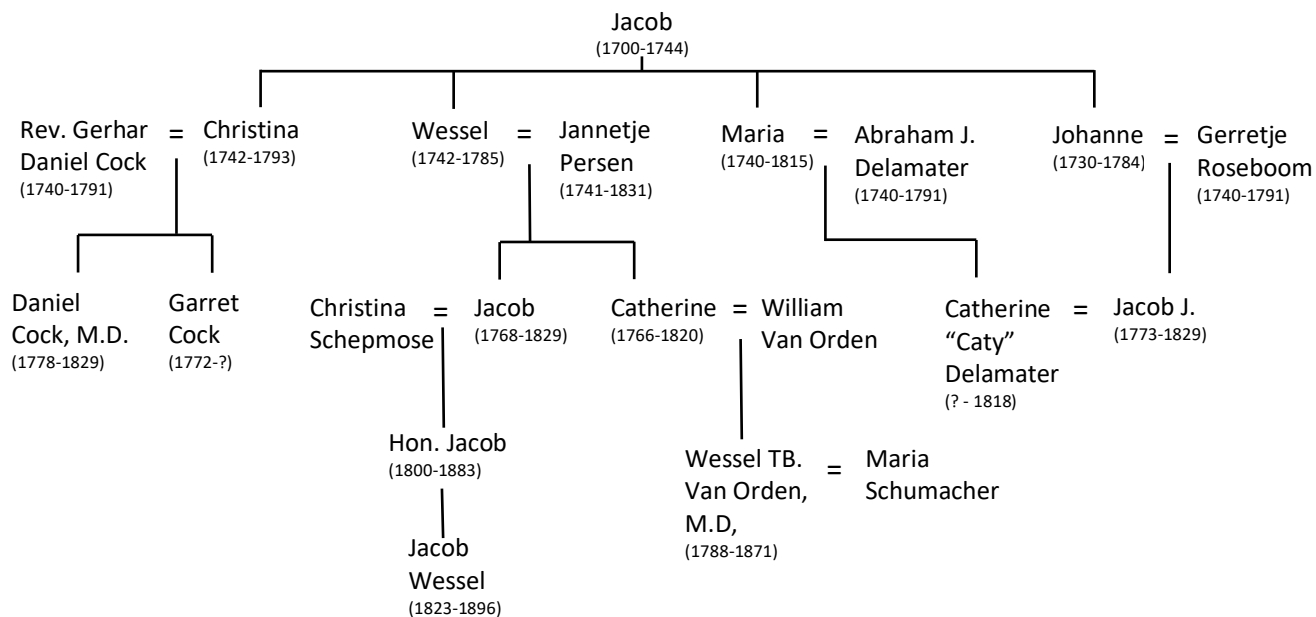 Jacob
(1700-1744)
Rev. Gerhar = Christina
Daniel Cock (1742-1793)
(1740-1791)
Wessel = Jannetje
(1742-1785) Persen
(1741-1831)
Maria = Abraham J.
(1740-1815) Delamater
(1740-1791)
Johanne = Gerretje
(1730-1784) Roseboom
(1740-1791)
Daniel
Cock, M.D.
(1778-1829)
Garret
Cock
(1772-?)
Christina = Jacob
Schepmose (1768-1829)
Catherine = William
(1766-1820) Van Orden
Catherine = Jacob J.
“Caty” (1773-1829)
Delamater
(? - 1818)
Hon. Jacob
(1800-1883)
Wessel TB. = Maria
Van Orden, Schumacher
M.D,
(1788-1871)
Jacob
Wessel
(1823-1896)